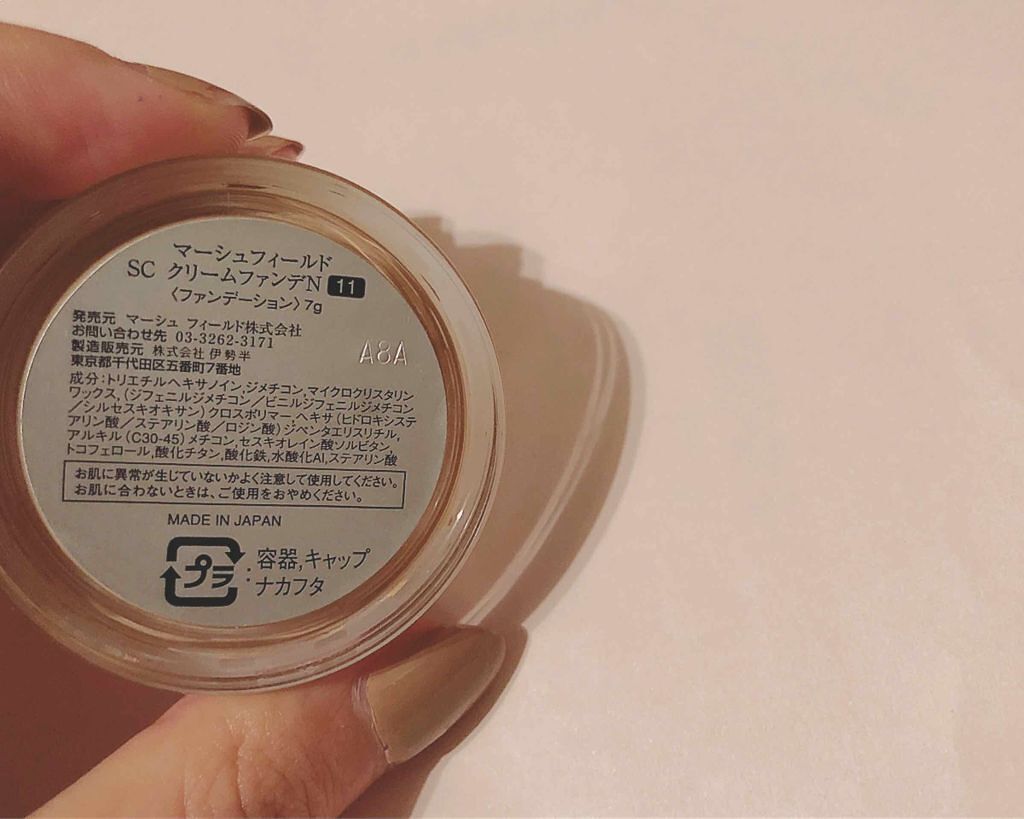 マーシュフィールド
SC クリームファンデN 11
〈ファンデーション〉7g
発売元 マーシュ フィールド株式会社
お問い合わせ先 03-3262-3171
製造販売元 株式会社 伊勢半
東京都千代田区五番町7番地
A8A
成分:トリエチルヘキサノイン,ジメチコン,マイクロクリスタリン
ワックス,(ジフェニルジメチコン/ビニルジフェニルジメチコン
/シルセスキオキサン)クロスポリマー,ヘキサ(ヒドロキシステ
アリン酸/ステアリン酸/ロジン酸)ジペンタエリスリチル,
アルキル(C30-45)メチコン,セスキオレイン酸ソルビタン,
トコフェロール,酸化チタン,酸化鉄,水酸化Al,ステアリン酸
お肌に異常が生じていないかよく注意して使用してください。
お肌に合わないときは、ご使用をおやめください。
MADE IN JAPAN
プラ : 容器,キャップ
ナカフタ